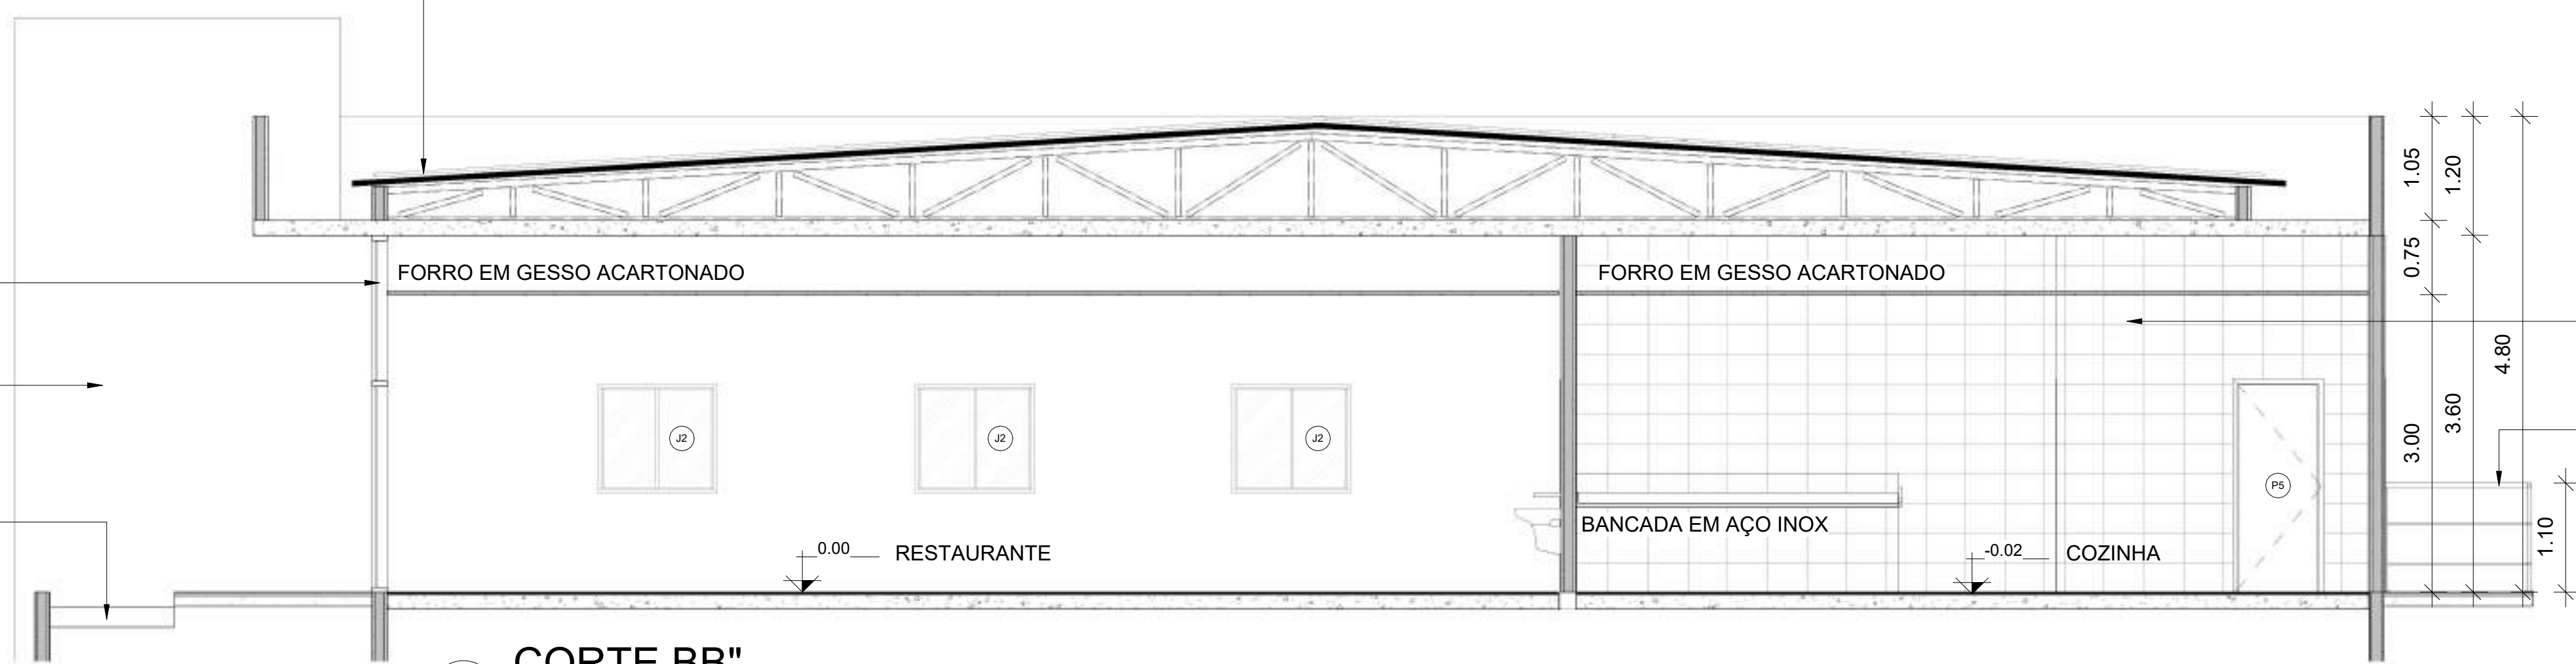 1.05
1.20
FORRO EM GESSO ACARTONADO
FORRO EM GESSO ACARTONADO
0.75
4.80
3.60
3.00
J2
J2
J2
P5
BANCADA EM AÇO INOX
1.10
0.00
RESTAURANTE
-0.02
COZINHA
CORTE BB"